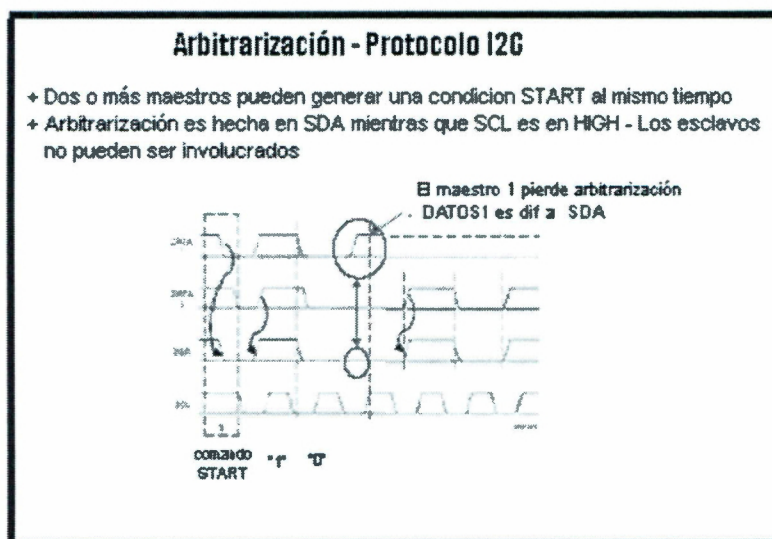 Arbitrarización - Protocolo I2C
+ Dos o más maestros pueden generar una condicion START al mismo tiempo
+ Arbitrarización es hecha en SDA mientras que SCL es en HIGH - Los esclavos
no pueden ser involucrados
El maestro 1 pierde arbitrarización
. DATOS1 es dif a SDA
SCL
comando
START
"1" "0"